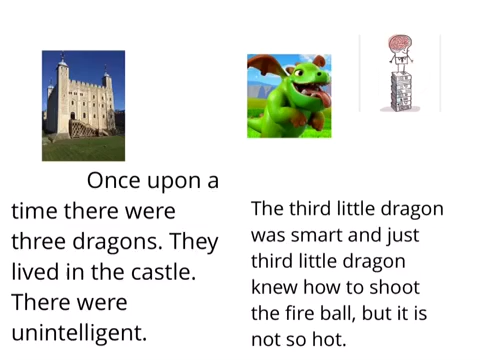 Once upon a
time there were
three dragons. They
lived in the castle.
There were
unintelligent.
The third little dragon
was smart and just
third little dragon
knew how to shoot
the fire ball, but it is
not so hot.